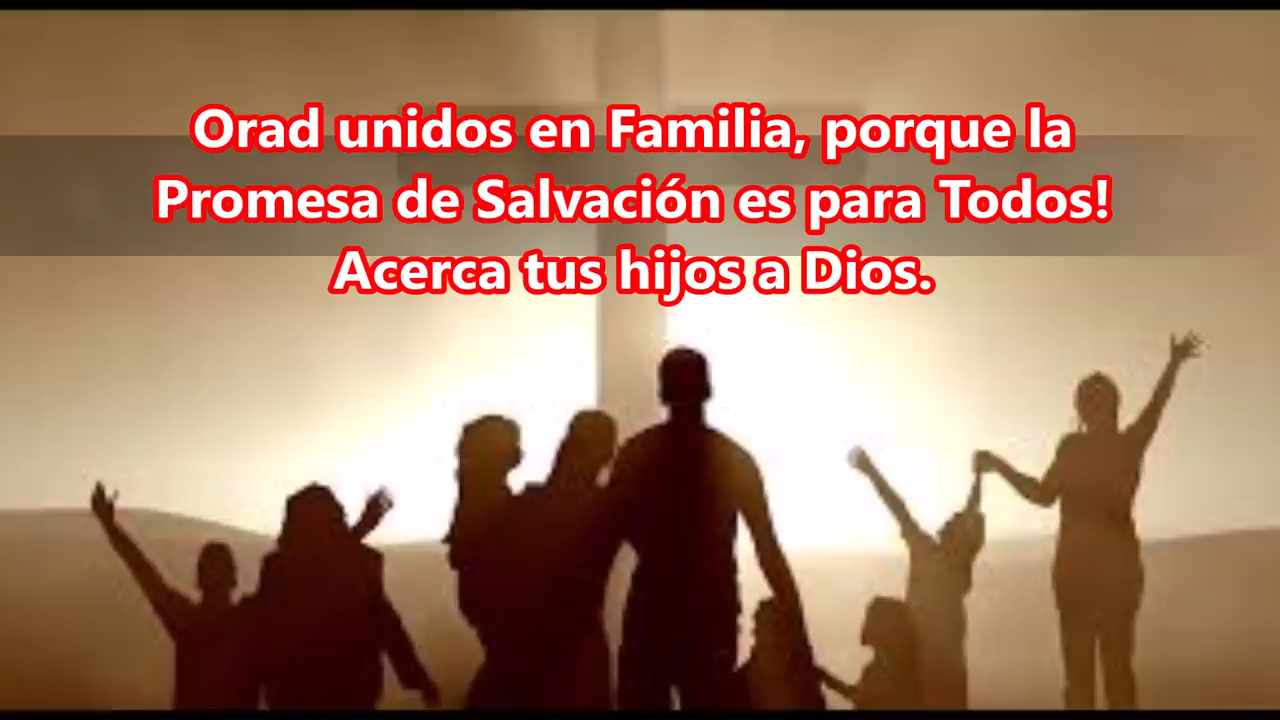 Orad unidos en Familia, porque la
Promesa de Salvación es para Todos!
Acerca tus hijos a Dios.